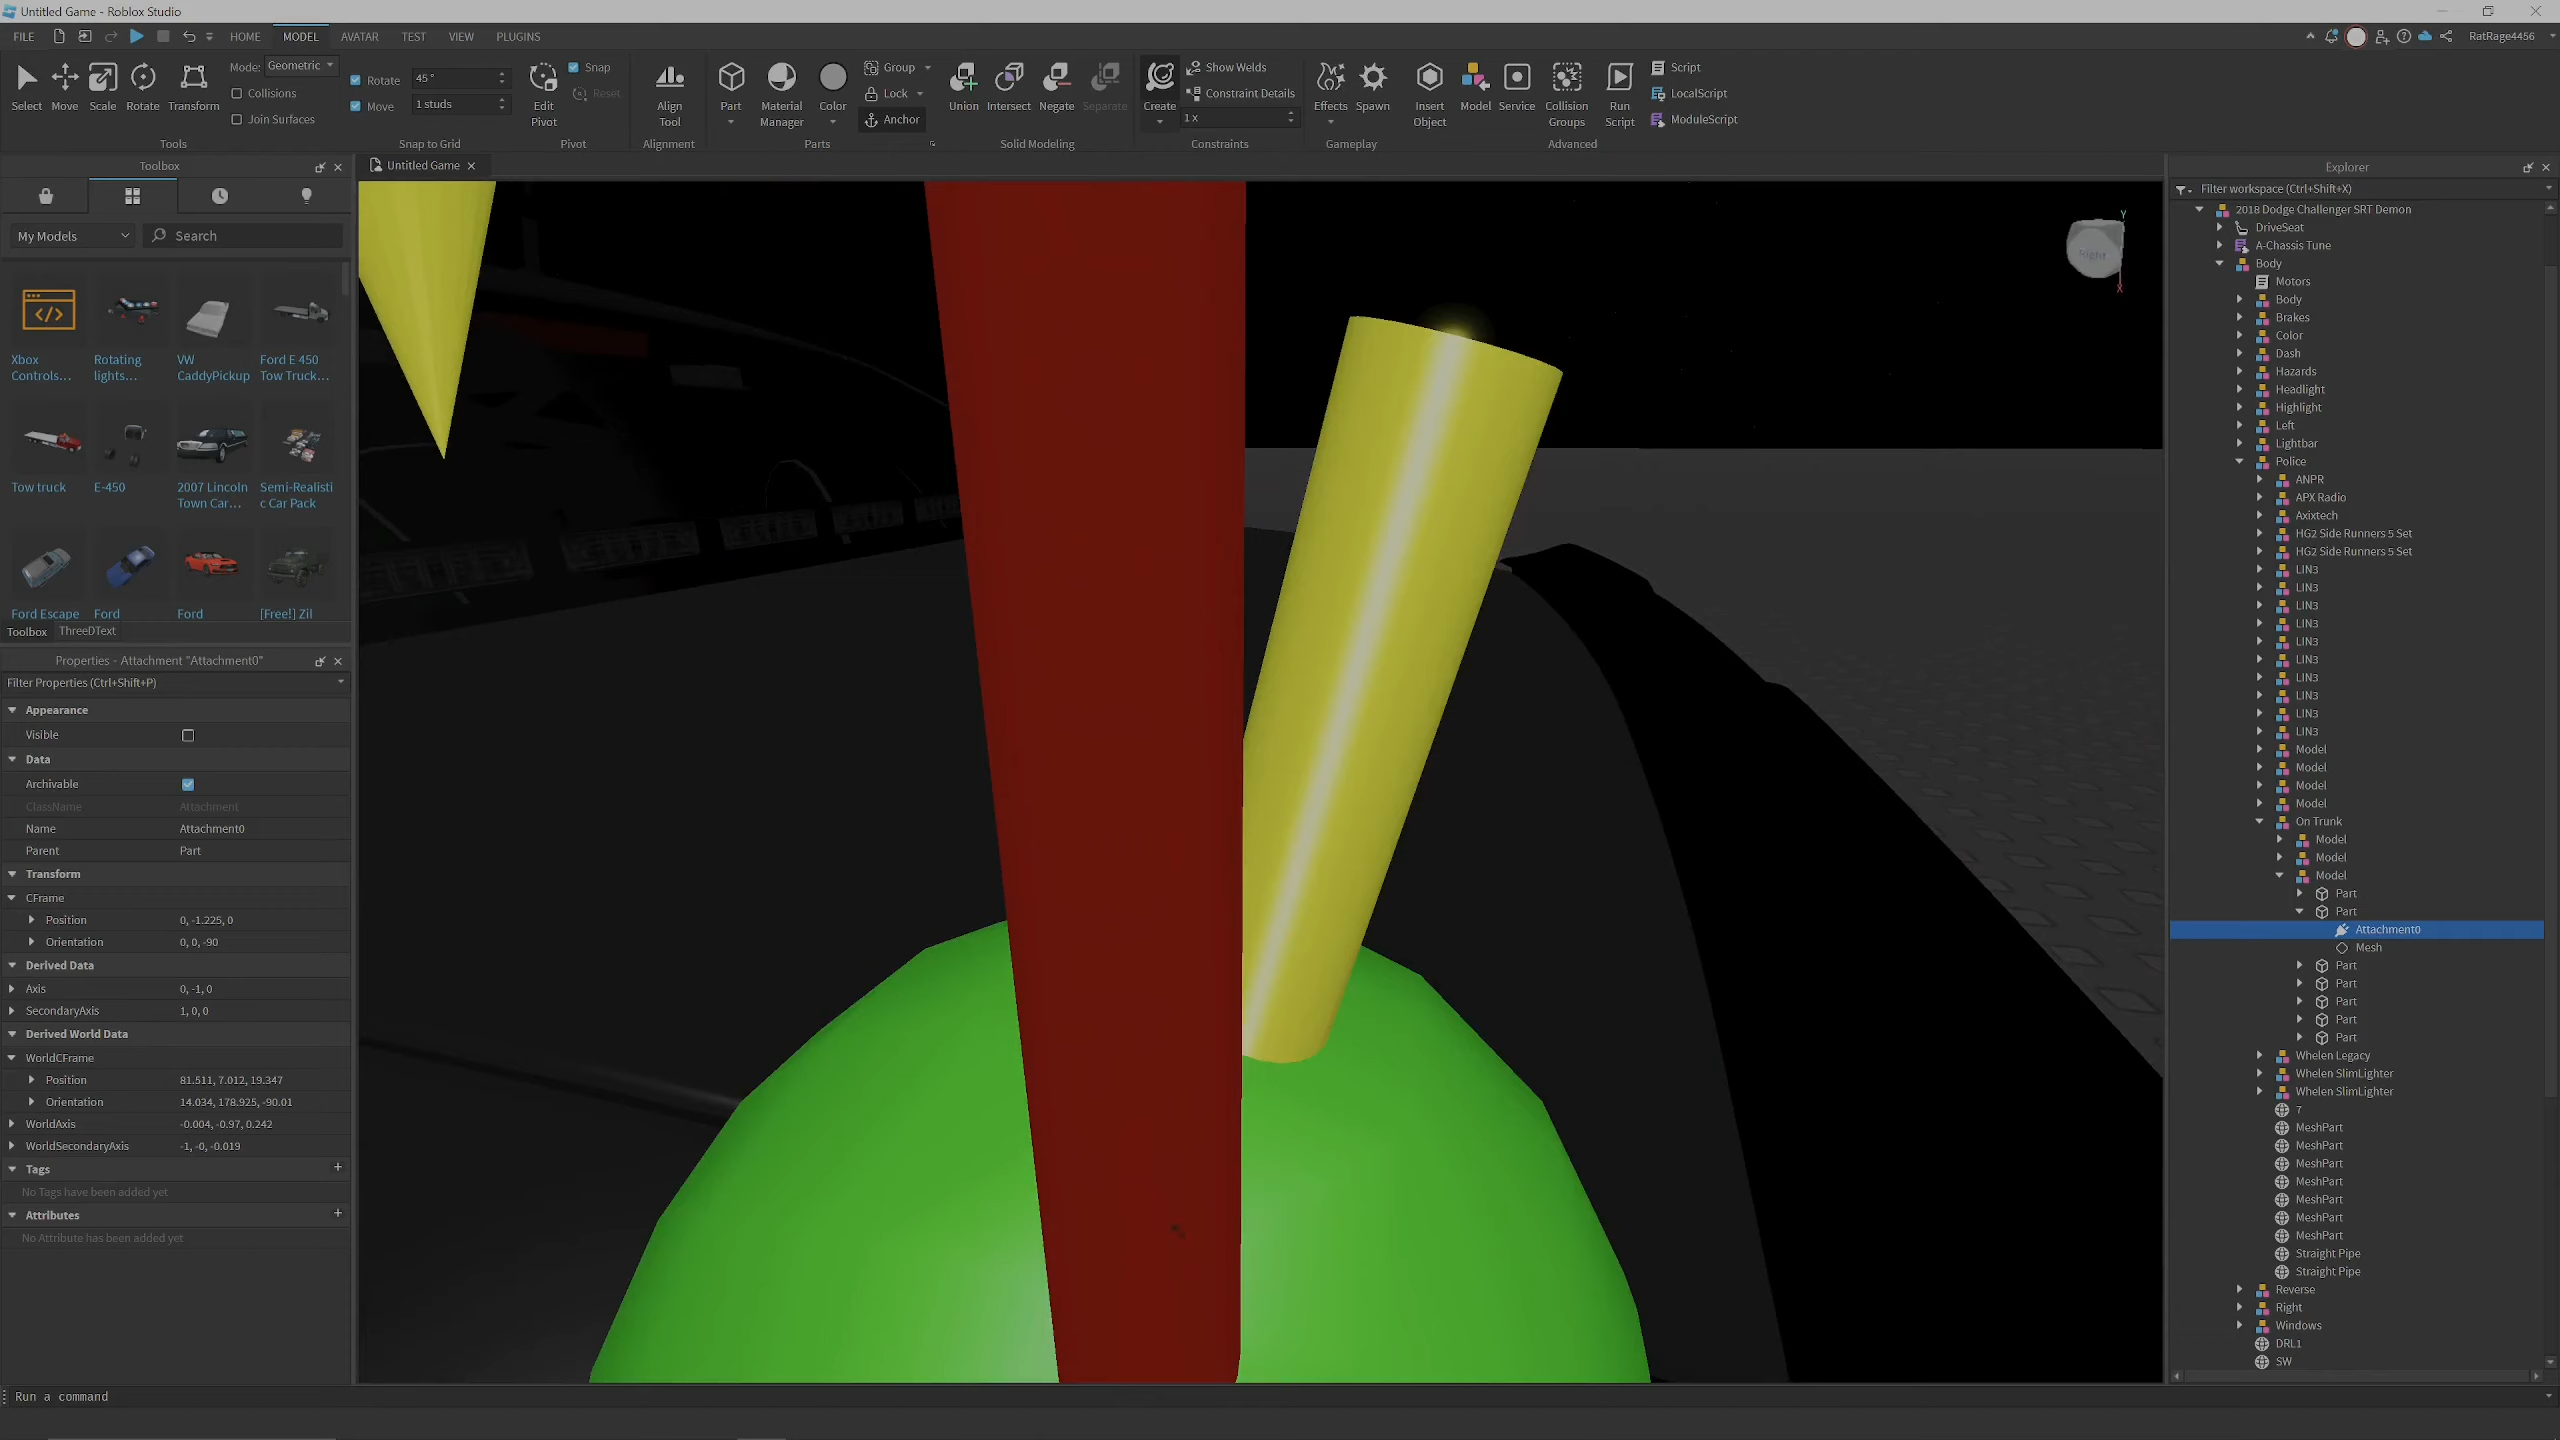 Untitled Game - Roblox Studio
FILE HOME MODEL AVATAR TEST VIEW PLUGINS RatRage4456
Select Move Scale Rotate Transform
Mode: Geometric
Collisions
Join Surfaces
Tools
Rotate 45 °
Move 1 studs
Snap to Grid
Edit Pivot
Snap
Reset
Pivot
Align Tool
Alignment
Part
Material Manager
Color
Group
Lock
Anchor
Parts
Union Intersect Negate Separate
Solid Modeling
Create
Show Welds
Constraint Details
1 x
Constraints
Effects Spawn
Gameplay
Insert Object
Model
Service
Collision Groups
Run Script
Script
LocalScript
ModuleScript
Advanced
Toolbox
My Models Search
Xbox Controls...
Rotating lights...
VW CaddyPickup
Ford E 450 Tow Truck...
Tow truck
E-450
2007 Lincoln Town Car...
Semi-Realisti c Car Pack
Ford Escape
Ford
Ford
[Free!] Zil
Toolbox ThreeDText
Properties - Attachment "Attachment0"
Filter Properties (Ctrl+Shift+P)
Appearance
Visible
Data
Archivable
ClassName Attachment
Name Attachment0
Parent Part
Transform
CFrame
Position 0, -1.225, 0
Orientation 0, 0, -90
Derived Data
Axis 0, -1, 0
SecondaryAxis 1, 0, 0
Derived World Data
WorldCFrame
Position 81.511, 7.012, 19.347
Orientation 14.034, 178.925, -90.01
WorldAxis -0.004, -0.97, 0.242
WorldSecondaryAxis -1, -0, -0.019
Tags +
No Tags have been added yet
Attributes +
No Attribute has been added yet
Run a command
Untitled Game
Right
Y
X
Explorer
Filter workspace (Ctrl+Shift+X)
2018 Dodge Challenger SRT Demon
DriveSeat
A-Chassis Tune
Body
Motors
Body
Brakes
Color
Dash
Hazards
Headlight
Highlight
Left
Lightbar
Police
ANPR
APX Radio
Axixtech
HG2 Side Runners 5 Set
HG2 Side Runners 5 Set
LIN3
LIN3
LIN3
LIN3
LIN3
LIN3
LIN3
LIN3
LIN3
LIN3
Model
Model
Model
Model
On Trunk
Model
Model
Model
Part
Part
Attachment0
Mesh
Part
Part
Part
Part
Part
Whelen Legacy
Whelen SlimLighter
Whelen SlimLighter
7
MeshPart
MeshPart
MeshPart
MeshPart
MeshPart
MeshPart
MeshPart
Straight Pipe
Straight Pipe
Reverse
Right
Windows
DRL1
SW